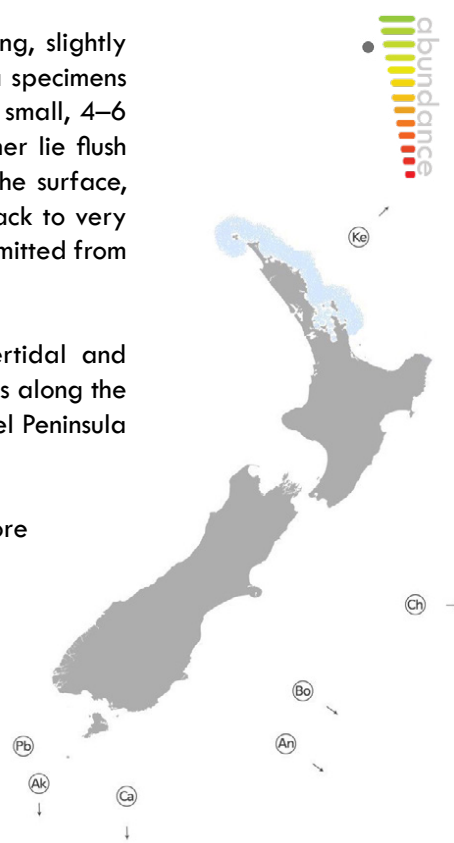 ng, slightly
specimens
small, 4–6
her lie flush
he surface,
ack to very
mitted from
ertidal and
s along the
el Peninsula
ore
abundance
Ke
Ch
Bo
An
Pb
Ak
Ca